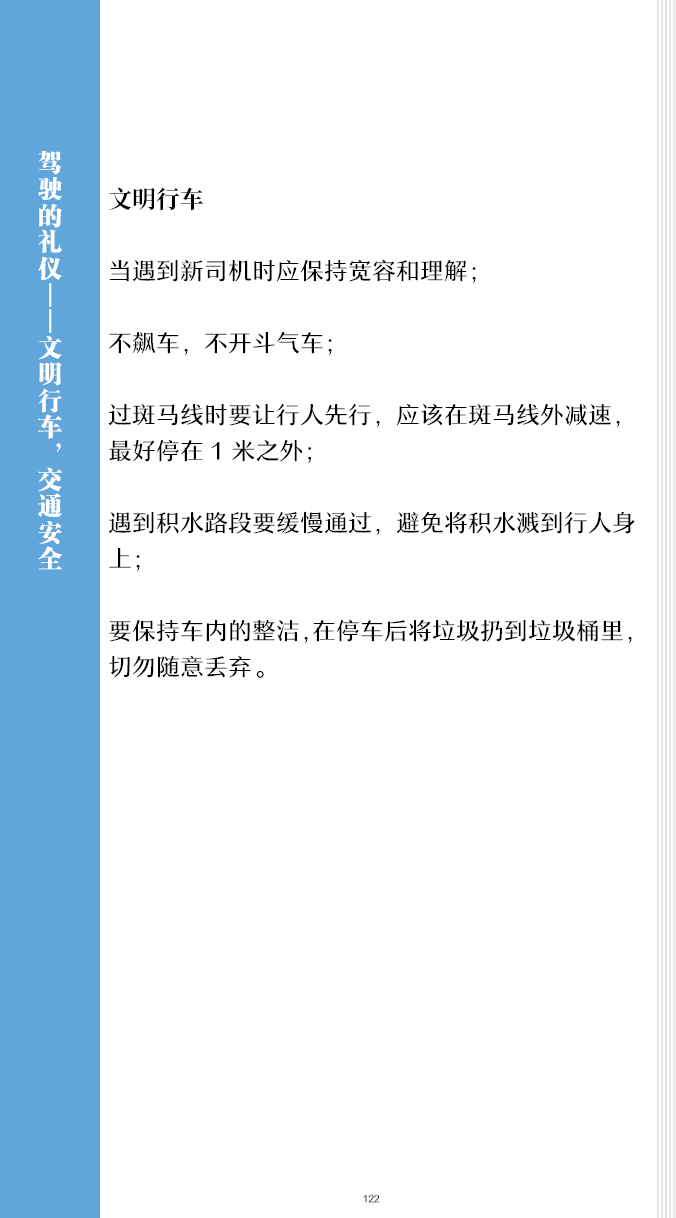 驾驶的礼仪——文明行车，交通安全
文明行车
当遇到新司机时应保持宽容和理解；
不飙车，不开斗气车；
过斑马线时要让行人先行，应该在斑马线外减速，
最好停在 1 米之外；
遇到积水路段要缓慢通过，避免将积水溅到行人身
上；
要保持车内的整洁,在停车后将垃圾扔到垃圾桶里，
切勿随意丢弃。
122